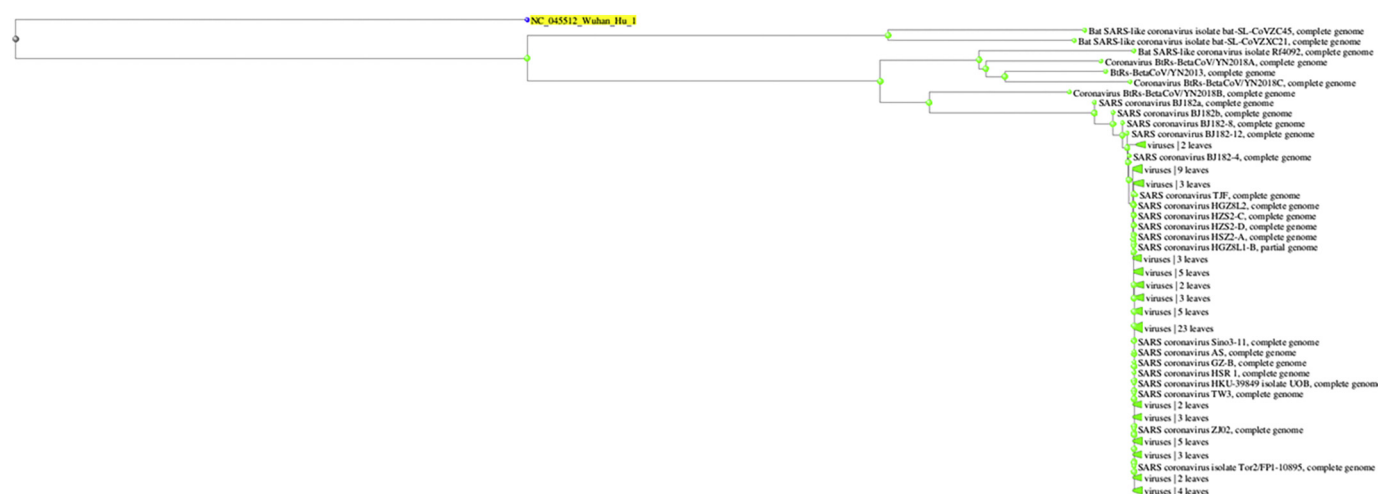 NC_045512_Wuhan_Hu_1
Bat SARS-like coronavirus isolate bat-SL-CoVZC45, complete genome
Bat SARS-like coronavirus isolate bat-SL-CoVZXC21, complete genome
Bat SARS-like coronavirus isolate Rf4092, complete genome
Coronavirus BtRs-BetaCoV/YN2018A, complete genome
BtRs-BetaCoV/YN2013, complete genome
Coronavirus BtRs-BetaCoV/YN2018C, complete genome
Coronavirus BtRs-BetaCoV/YN2018B, complete genome
SARS coronavirus BJ182a, complete genome
SARS coronavirus BJ182b, complete genome
SARS coronavirus BJ182-8, complete genome
SARS coronavirus BJ182-12, complete genome
viruses | 2 leaves
SARS coronavirus BJ182-4, complete genome
viruses | 9 leaves
viruses | 3 leaves
SARS coronavirus TJF, complete genome
SARS coronavirus HGZ8L2, complete genome
SARS coronavirus HZS2-C, complete genome
SARS coronavirus HZS2-D, complete genome
SARS coronavirus HSZ2-A, complete genome
SARS coronavirus HGZ8L1-B, partial genome
viruses | 3 leaves
viruses | 5 leaves
viruses | 2 leaves
viruses | 3 leaves
viruses | 5 leaves
viruses | 23 leaves
SARS coronavirus Sino3-11, complete genome
SARS coronavirus AS, complete genome
SARS coronavirus GZ-B, complete genome
SARS coronavirus HSR 1, complete genome
SARS coronavirus HKU-39849 isolate UOB, complete genom
SARS coronavirus TW3, complete genome
viruses | 2 leaves
viruses | 3 leaves
SARS coronavirus ZJ02, complete genome
viruses | 5 leaves
viruses | 3 leaves
SARS coronavirus isolate Tor2/FP1-10895, complete genome
viruses | 2 leaves
viruses | 4 leaves